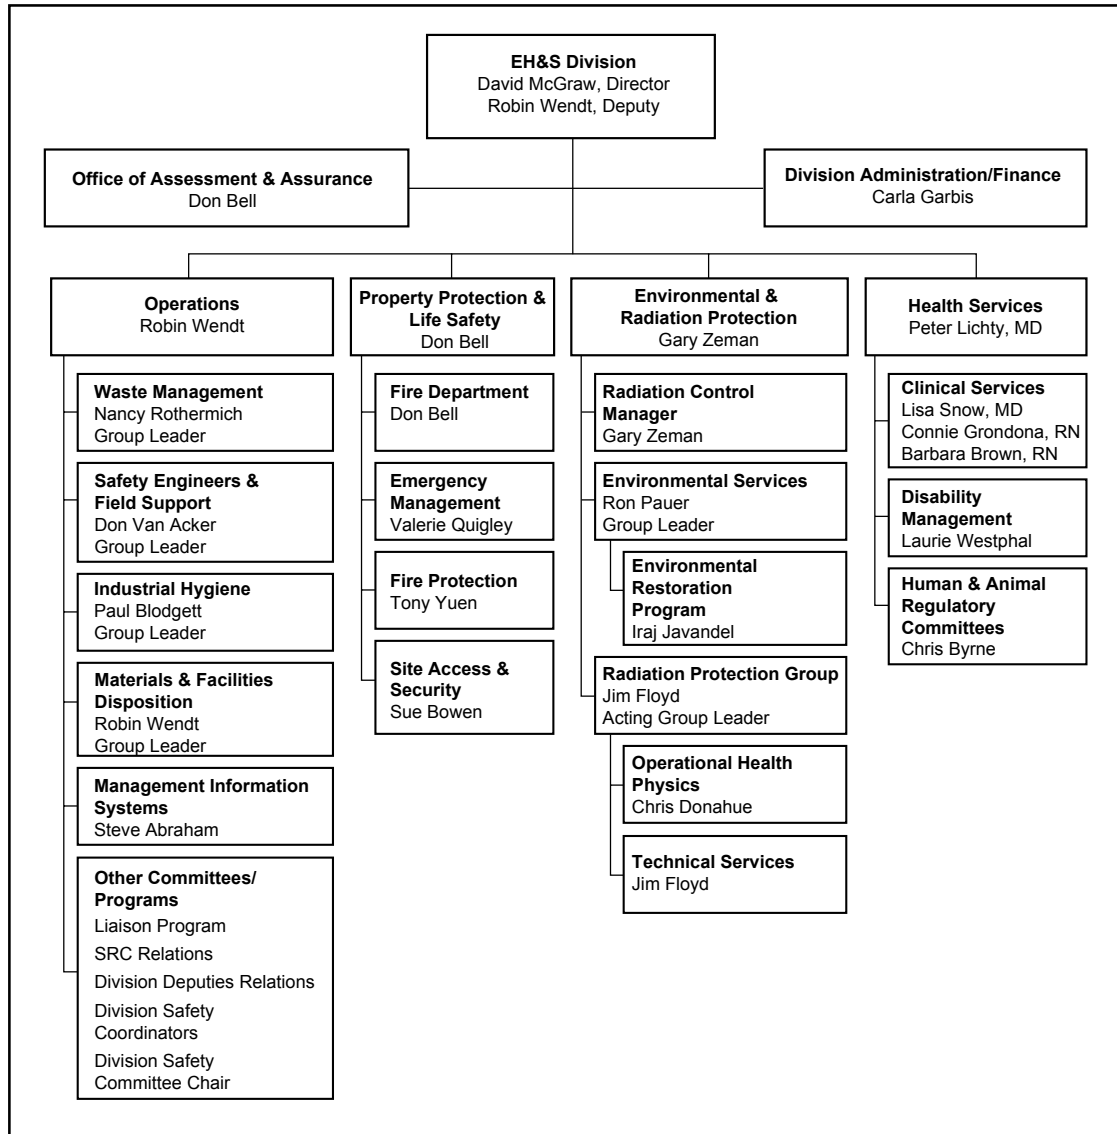 EH&S Division
David McGraw, Director
Robin Wendt, Deputy
Office of Assessment & Assurance
Don Bell
Division Administration/Finance
Carla Garbis
Operations
Robin Wendt
Waste Management
Nancy Rothermich
Group Leader
Safety Engineers &
Field Support
Don Van Acker
Group Leader
Industrial Hygiene
Paul Blodgett
Group Leader
Materials & Facilities
Disposition
Robin Wendt
Group Leader
Management Information
Systems
Steve Abraham
Other Committees/
Programs
Liaison Program
SRC Relations
Division Deputies Relations
Division Safety
Coordinators
Division Safety
Committee Chair
Property Protection &
Life Safety
Don Bell
Fire Department
Don Bell
Emergency
Management
Valerie Quigley
Fire Protection
Tony Yuen
Site Access &
Security
Sue Bowen
Environmental &
Radiation Protection
Gary Zeman
Radiation Control
Manager
Gary Zeman
Environmental Services
Ron Pauer
Group Leader
Environmental
Restoration
Program
Iraj Javandel
Radiation Protection Group
Jim Floyd
Acting Group Leader
Operational Health
Physics
Chris Donahue
Technical Services
Jim Floyd
Health Services
Peter Lichty, MD
Clinical Services
Lisa Snow, MD
Connie Grondona, RN
Barbara Brown, RN
Disability
Management
Laurie Westphal
Human & Animal
Regulatory
Committees
Chris Byrne